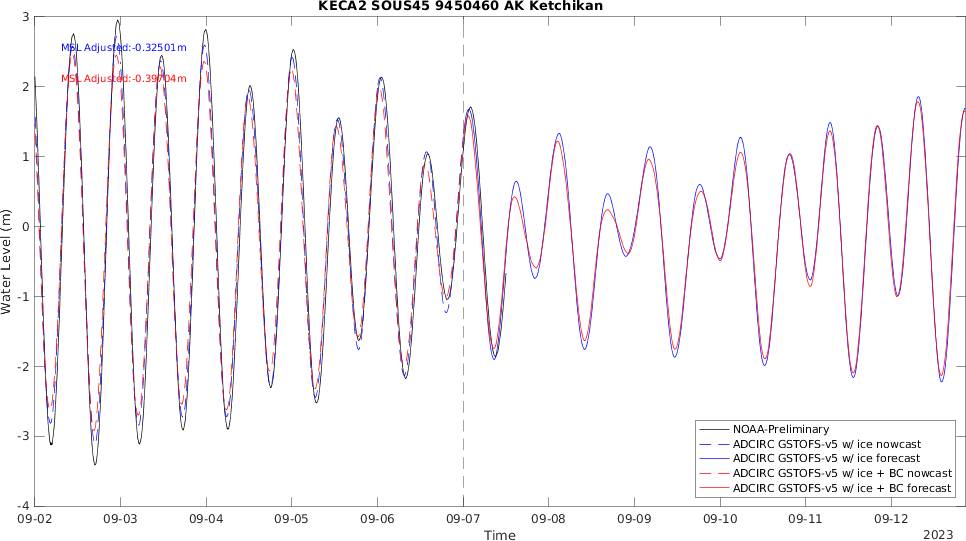 KECA2 SOUS45 9450460 AK Ketchikan
MSL Adjusted:-0.32501m
MSL Adjusted:-0.39704m
Water Level (m)
3
2
1
0
-1
-2
-3
-4
NOAA-Preliminary
ADCIRC GSTOFS-v5 w/ ice nowcast
ADCIRC GSTOFS-v5 w/ ice forecast
ADCIRC GSTOFS-v5 w/ ice + BC nowcast
ADCIRC GSTOFS-v5 w/ ice + BC forecast
09-02 09-03 09-04 09-05 09-06 09-07 09-08 09-09 09-10 09-11 09-12
Time
2023